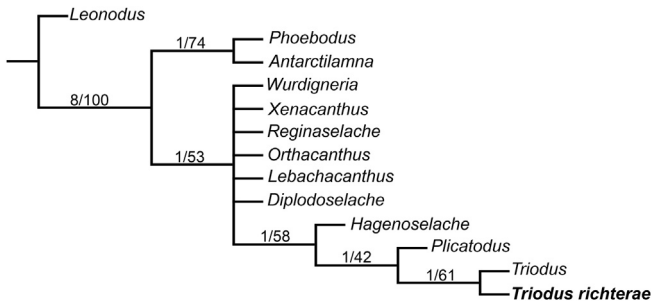 Leonodus
1/74
Phoebodus
Antarctilamna
Wurdigneria
8/100
Xenacanthus
Reginaselache
1/53
Orthacanthus
Lebachacanthus
Diplodoselache
Hagenoselache
1/58
Plicatodus
1/42
Triodus
1/61
Triodus richterae